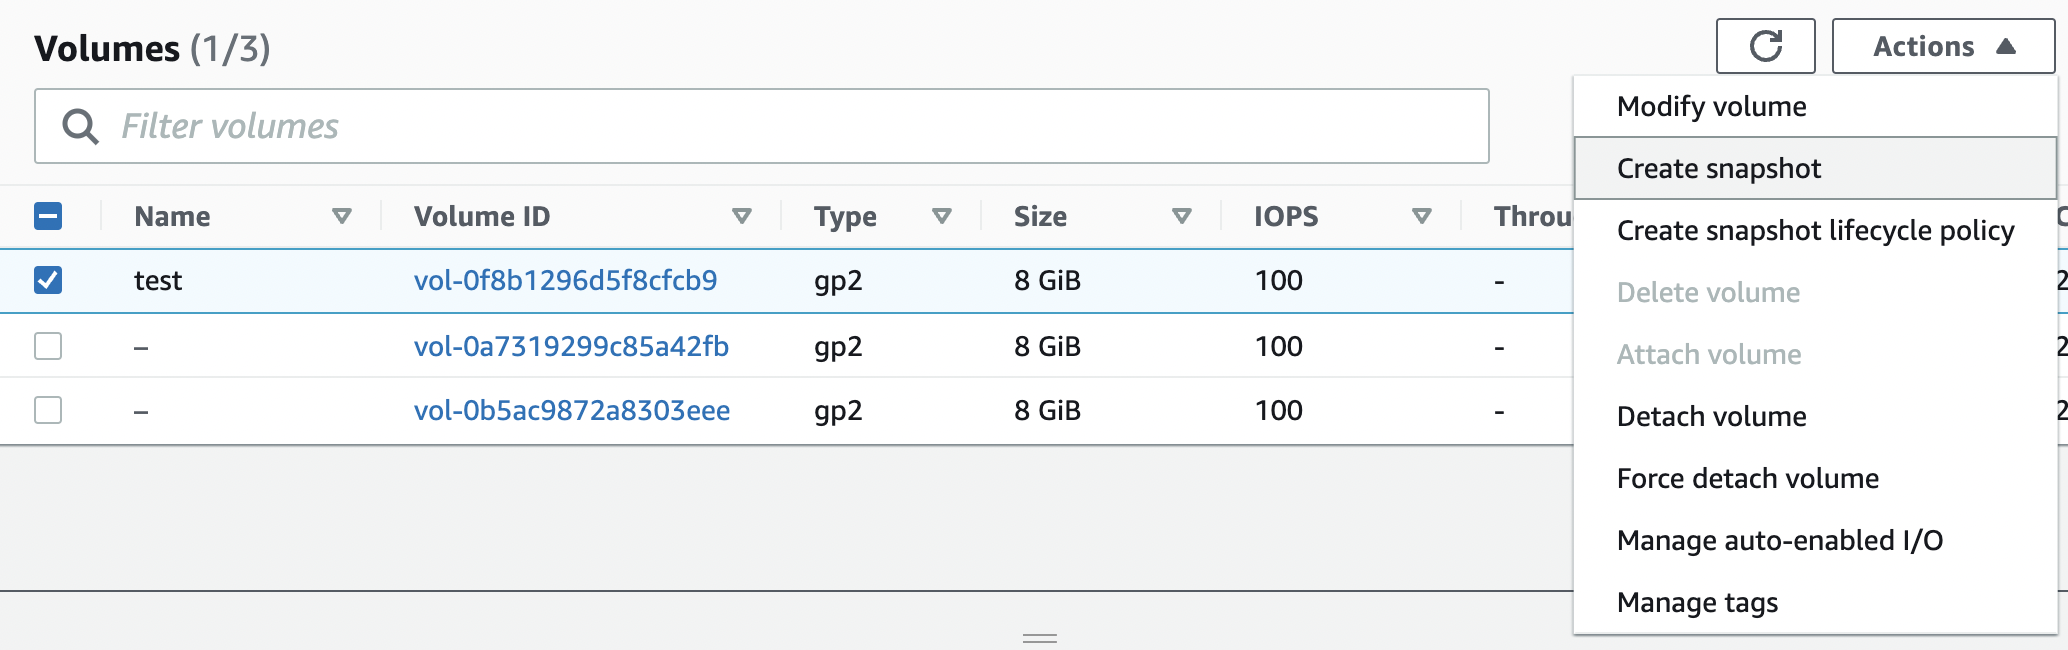 Volumes (1/3)
Actions
Filter volumes
Modify volume
Create snapshot
Create snapshot lifecycle policy
Delete volume
Attach volume
Detach volume
Force detach volume
Manage auto-enabled I/O
Manage tags
Name Volume ID Type Size IOPS Throu
test vol-0f8b1296d5f8cfcb9 gp2 8 GiB 100 -
– vol-0a7319299c85a42fb gp2 8 GiB 100 -
– vol-0b5ac9872a8303eee gp2 8 GiB 100 -